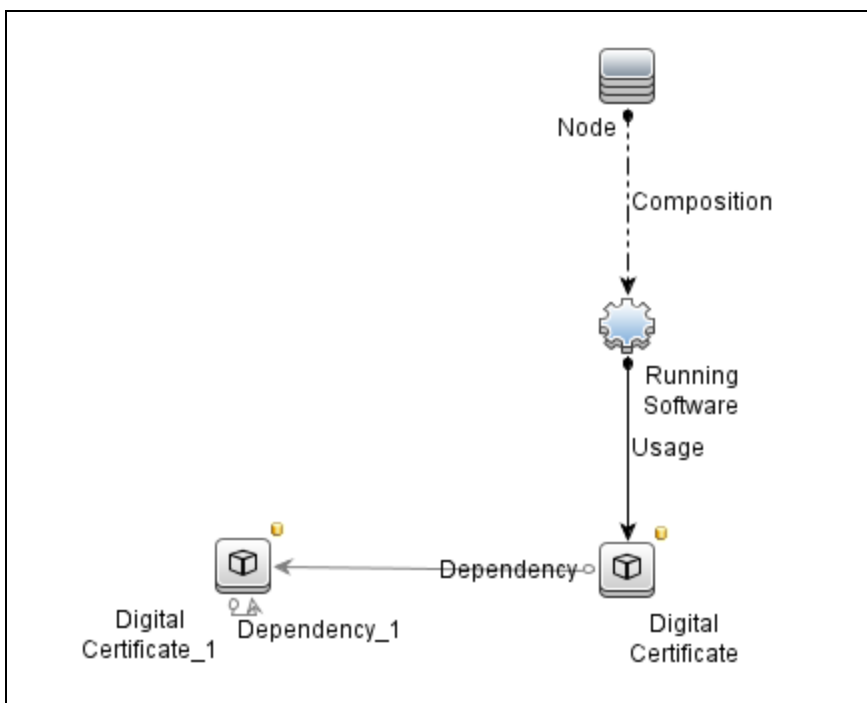 Node
Composition
Running
Software
Usage
Dependency
Digital
Certificate_1
Dependency_1
Digital
Certificate